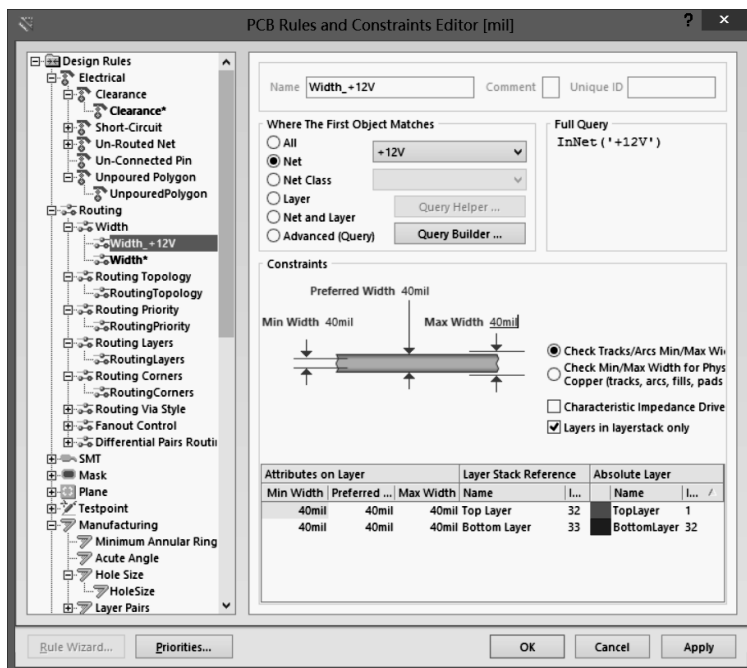 PCB Rules and Constraints Editor [mil]
?
×
Design Rules
Electrical
Clearance
Clearance*
Short-Circuit
Un-Routed Net
Un-Connected Pin
Unpoured Polygon
UnpouredPolygon
Routing
Width
Width_+12V
Width*
Routing Topology
RoutingTopology
Routing Priority
RoutingPriority
Routing Layers
RoutingLayers
Routing Corners
RoutingCorners
Routing Via Style
Fanout Control
Differential Pairs Routi
SMT
Mask
Plane
Testpoint
Manufacturing
Minimum Annular Ring
Acute Angle
Hole Size
HoleSize
Layer Pairs
Name Width_+12V Comment Unique ID
Where The First Object Matches
All
Net
Net Class
Layer
Net and Layer
Advanced (Query)
+12V
Query Helper ...
Query Builder ...
Full Query
InNet('+12V')
Constraints
Preferred Width 40mil
Min Width 40mil Max Width 40mil
Check Tracks/Arcs Min/Max Wi
Check Min/Max Width for Phys
Copper (tracks, arcs, fills, pads
Characteristic Impedance Drive
Layers in layerstack only
Attributes on Layer Layer Stack Reference Absolute Layer
Min Width Preferred ... Max Width Name I... Name I...
40mil 40mil 40mil Top Layer 32 TopLayer 1
40mil 40mil 40mil Bottom Layer 33 BottomLayer 32
Rule Wizard... Priorities... OK Cancel Apply